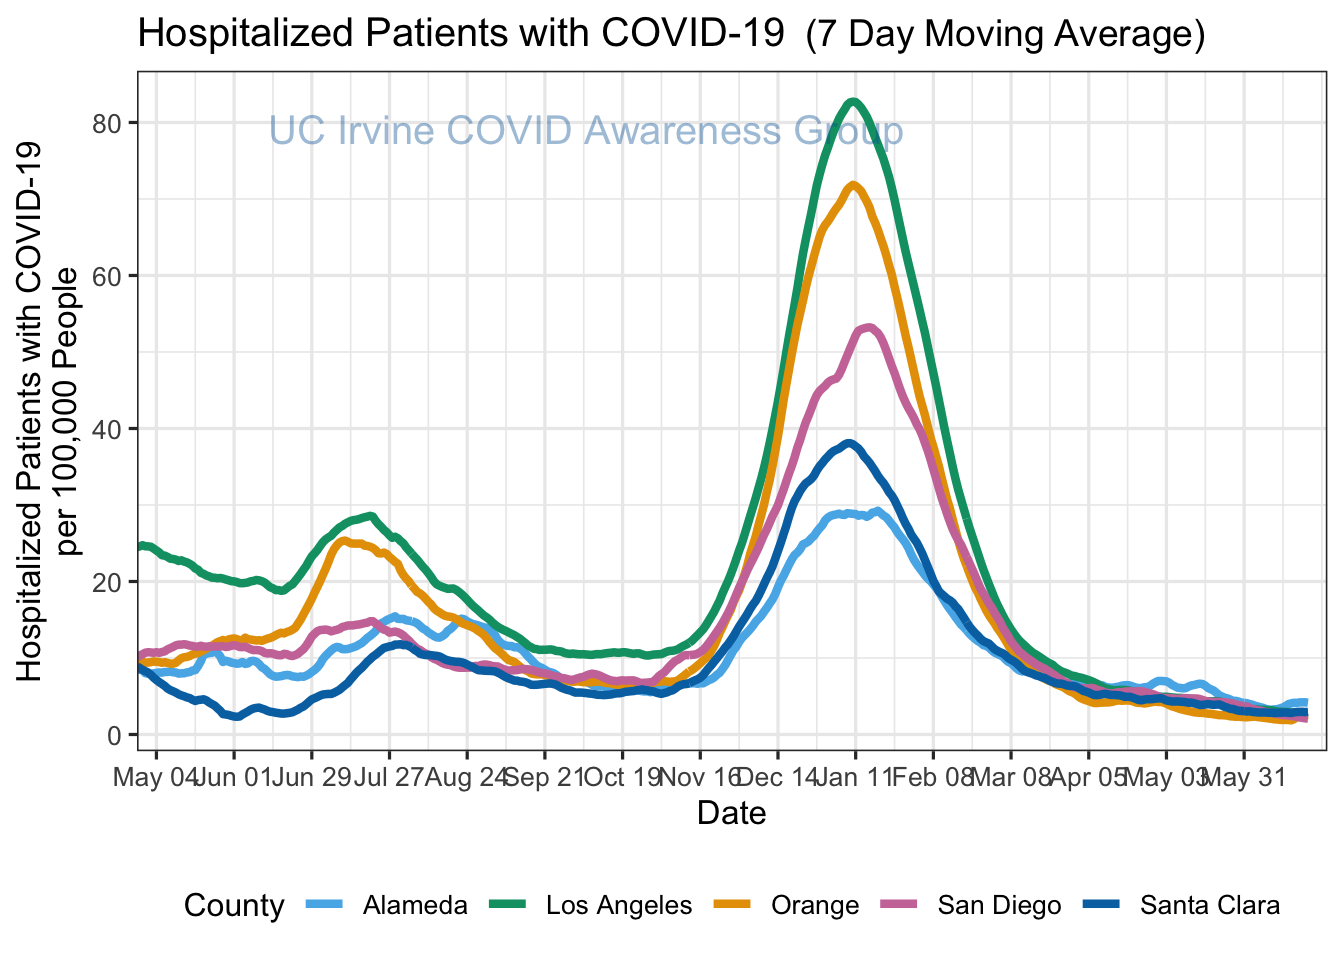 Hospitalized Patients with COVID-19 (7 Day Moving Average)
UC Irvine COVID Awareness Group
Hospitalized Patients with COVID-19
per 100,000 People
80
60
40
20
0
May 04 Jun 01 Jun 29 Jul 27 Aug 24 Sep 21 Oct 19 Nov 16 Dec 14 Jan 11 Feb 08 Mar 08 Apr 05 May 03 May 31
Date
County Alameda Los Angeles Orange San Diego Santa Clara